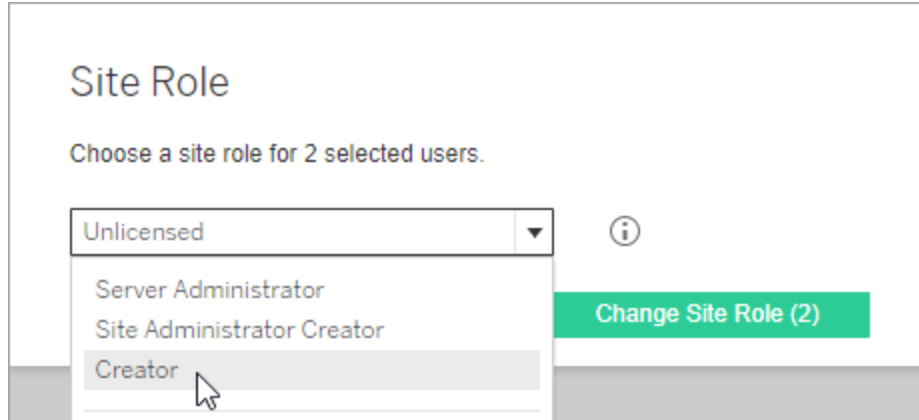 Site Role
Choose a site role for 2 selected users.
Unlicensed
Server Administrator
Site Administrator Creator
Change Site Role (2)
Creator